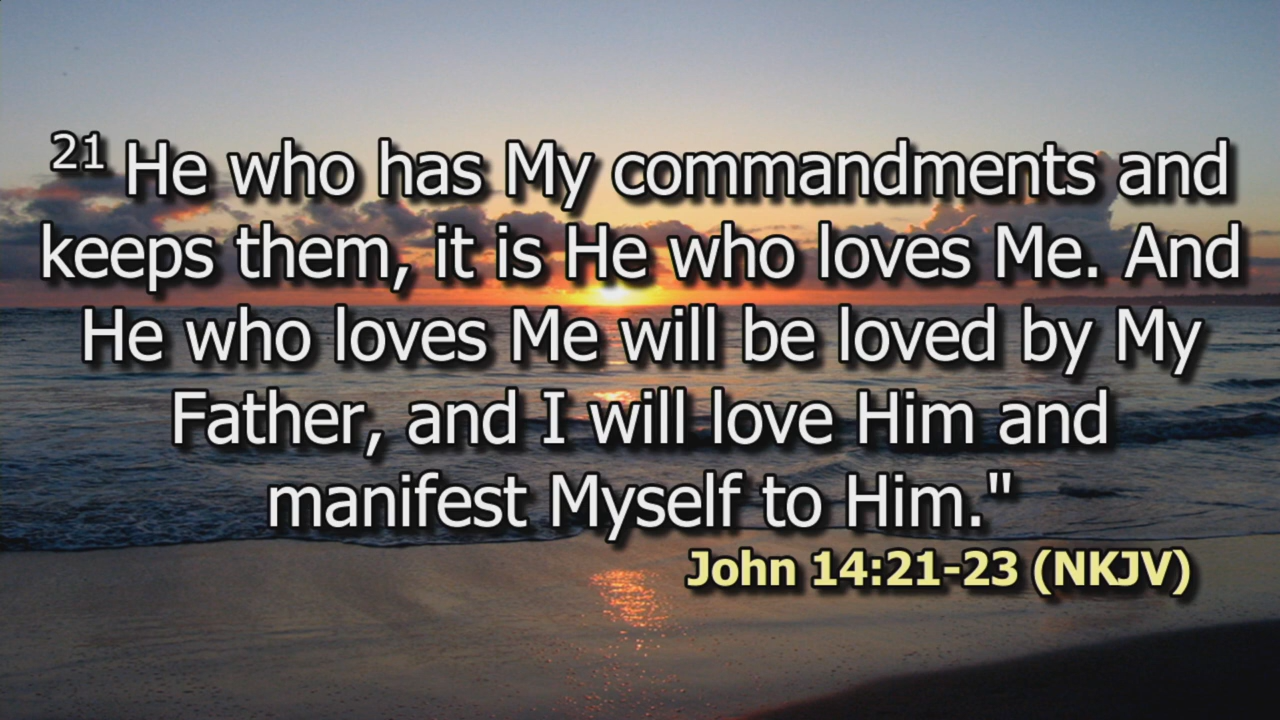 21 He who has My commandments and
keeps them, it is He who loves Me. And
He who loves Me will be loved by My
Father, and I will love Him and
manifest Myself to Him."
John 14:21-23 (NKJV)